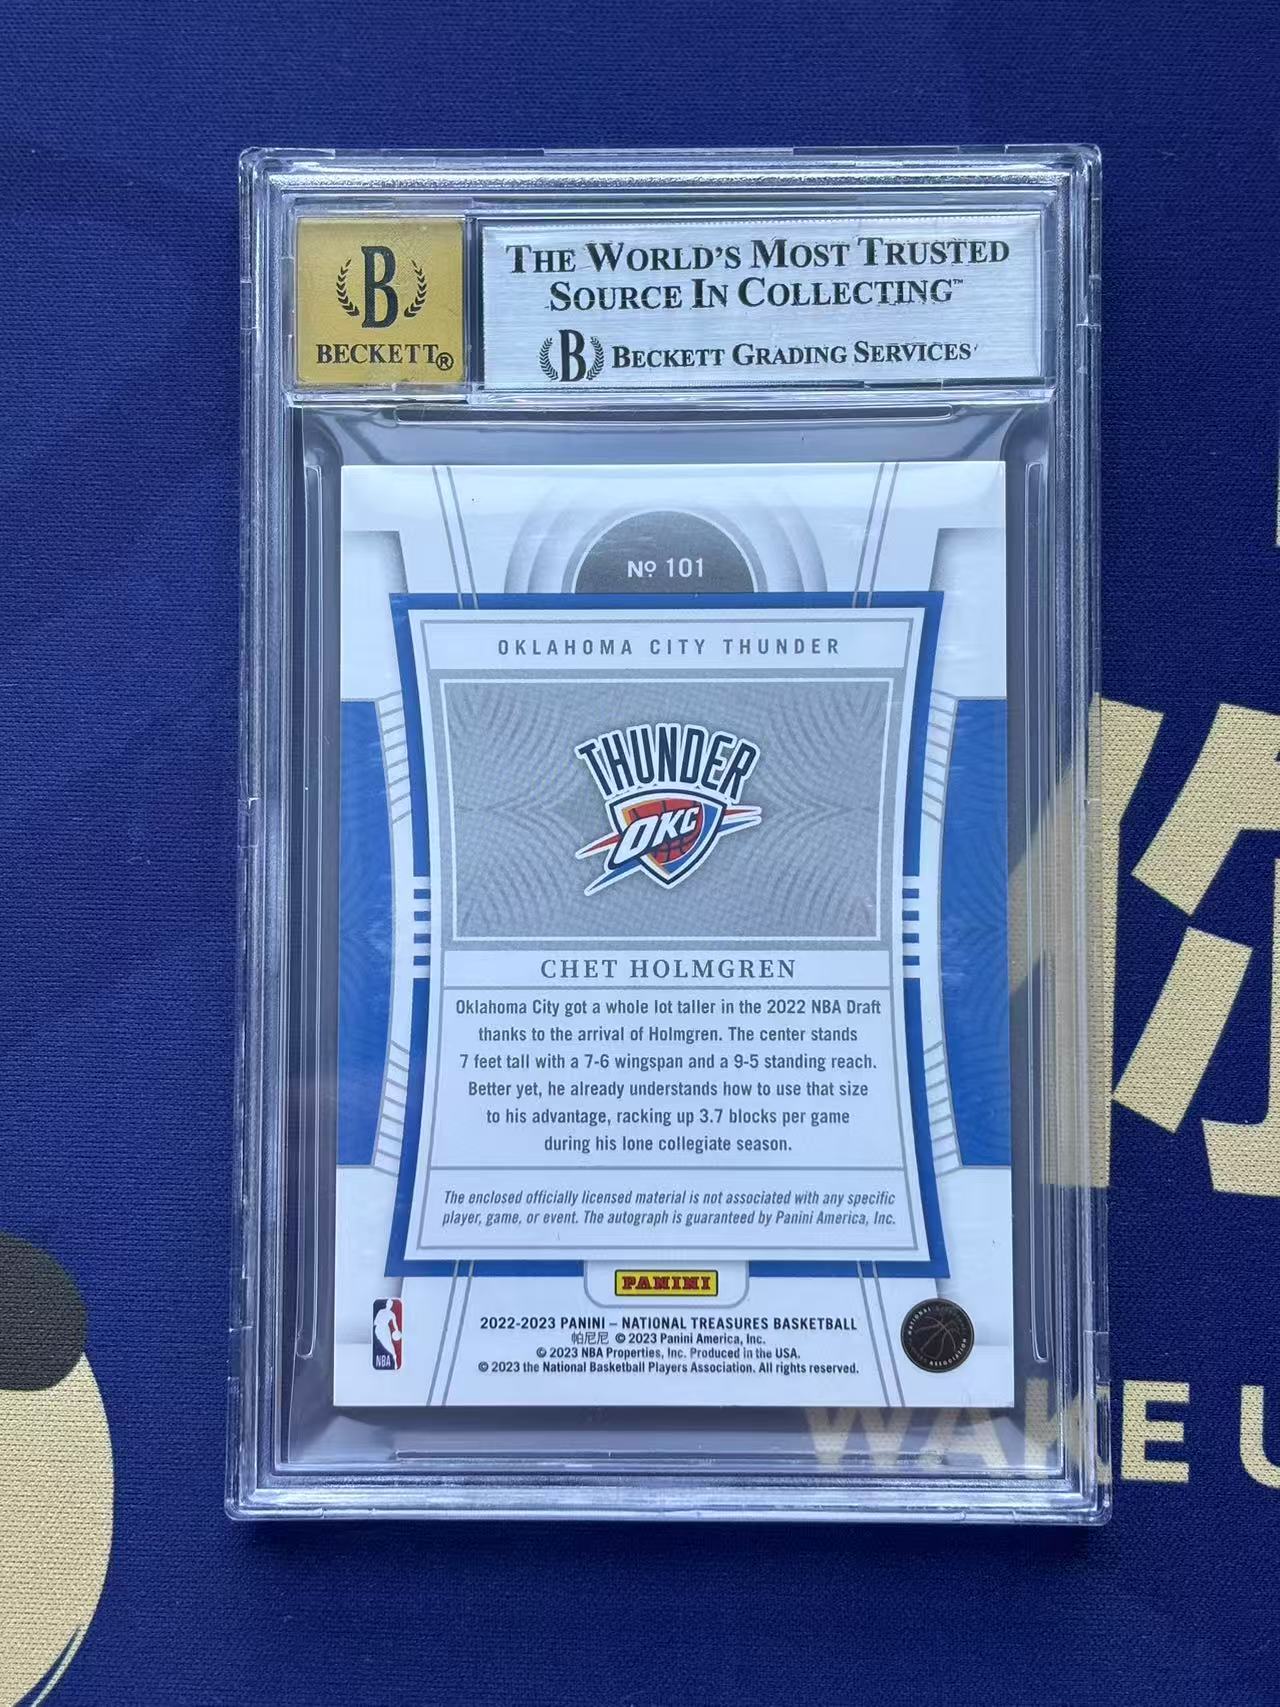 B
BECKETT®
THE WORLD'S MOST TRUSTED
SOURCE IN COLLECTING™
B BECKETT GRADING SERVICES
Nº 101
OKLAHOMA CITY THUNDER
THUNDER
OKC
CHET HOLMGREN
Oklahoma City got a whole lot taller in the 2022 NBA Draft
thanks to the arrival of Holmgren. The center stands
7 feet tall with a 7-6 wingspan and a 9-5 standing reach.
Better yet, he already understands how to use that size
to his advantage, racking up 3.7 blocks per game
during his lone collegiate season.
The enclosed officially licensed material is not associated with any specific
player, game, or event. The autograph is guaranteed by Panini America, Inc.
PANINI
2022-2023 PANINI – NATIONAL TREASURES BASKETBALL
帕尼尼 © 2023 Panini America, Inc.
© 2023 NBA Properties, Inc. Produced in the USA.
© 2023 the National Basketball Players Association. All rights reserved.
NBA
WAKE U